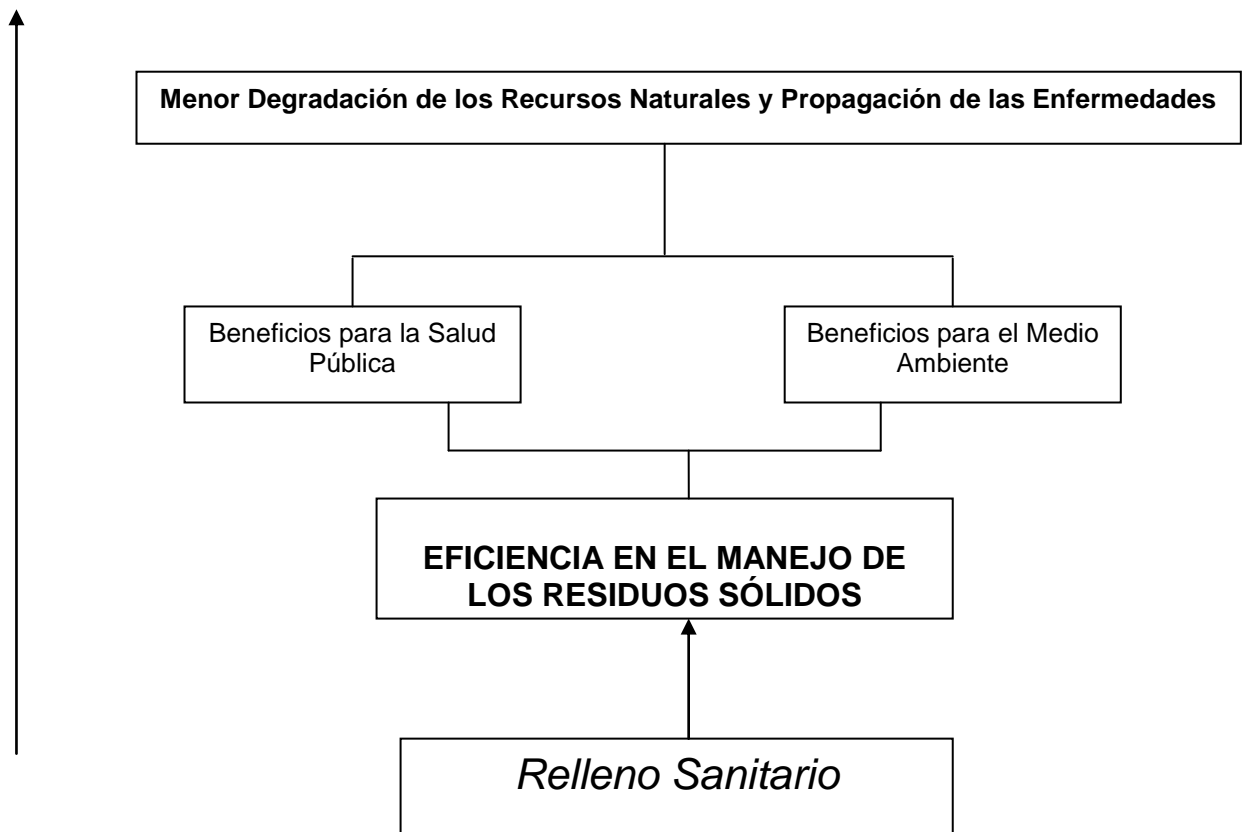 Menor Degradación de los Recursos Naturales y Propagación de las Enfermedades
Beneficios para la Salud
Pública
Beneficios para el Medio
Ambiente
EFICIENCIA EN EL MANEJO DE
LOS RESIDUOS SÓLIDOS
Relleno Sanitario